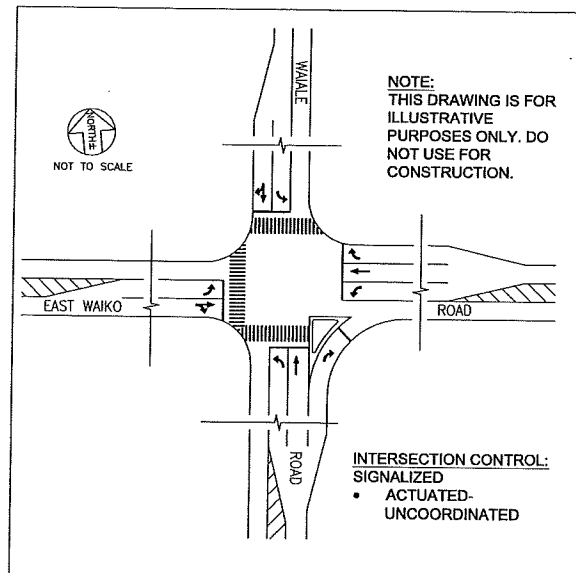 WAIALE
NOTE:
THIS DRAWING IS FOR
ILLUSTRATIVE
PURPOSES ONLY. DO
NOT USE FOR
CONSTRUCTION.
NORTH
NOT TO SCALE
EAST WAIKO
ROAD
ROAD
INTERSECTION CONTROL:
SIGNALIZED
• ACTUATED-
UNCOORDINATED